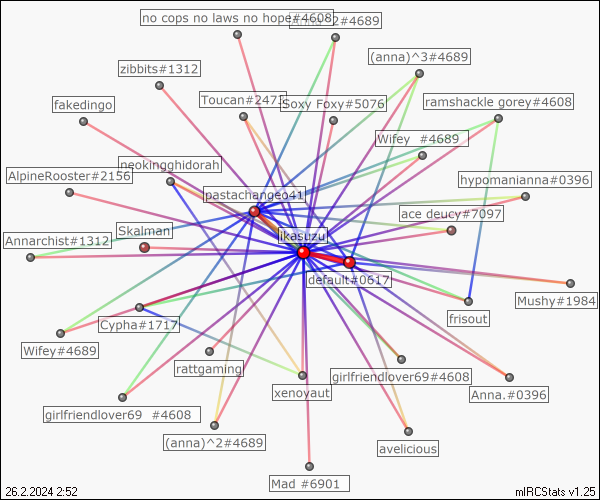 no cops no laws no hope#4608
2#4689
(anna)^3#4689
zibbits#1312
Toucan#2471
Soxy Foxy#5076
ramshackle gorey#4608
fakedingo
Wifey #4689
neokingghidorah
AlpineRooster#2156
pastachangeo41
hypomanianna#0396
ace deucy#7097
Skalman
ikasuzu
Annarchist#1312
default#0617
Mushy#1984
frisout
Cypha#1717
Wifey#4689
rattgaming
girlfriendlover69#4608
xenoyaut
Anna.#0396
girlfriendlover69 #4608
(anna)^2#4689
avelicious
Mad #6901
26.2.2024 2:52
mIRCStats v1.25